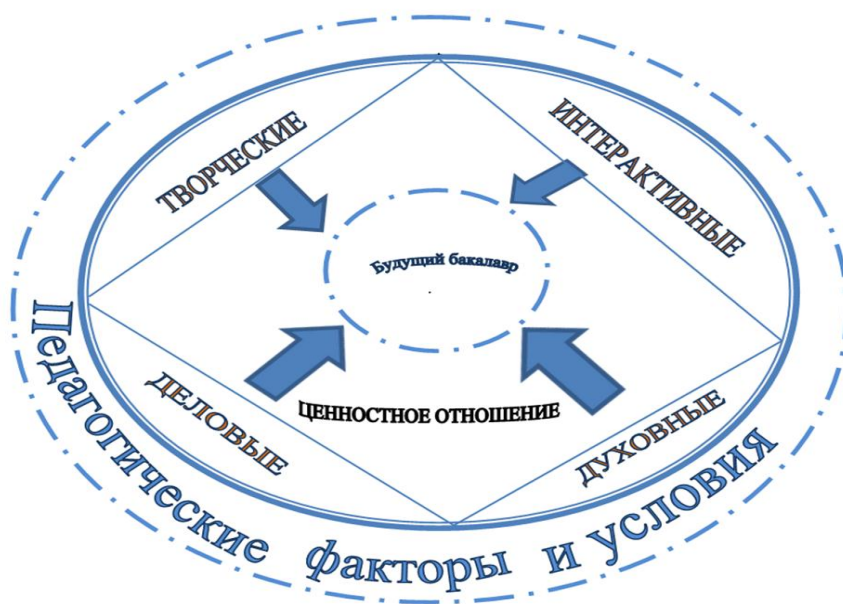 ТВОРЧЕСКИЕ
ИНТЕРАКТИВНЫЕ
Будущий бакалавр
ДЕЛОВЫЕ
ЦЕННОСТНОЕ ОТНОШЕНИЕ
ДУХОВНЫЕ
Педагогические факторы и условия